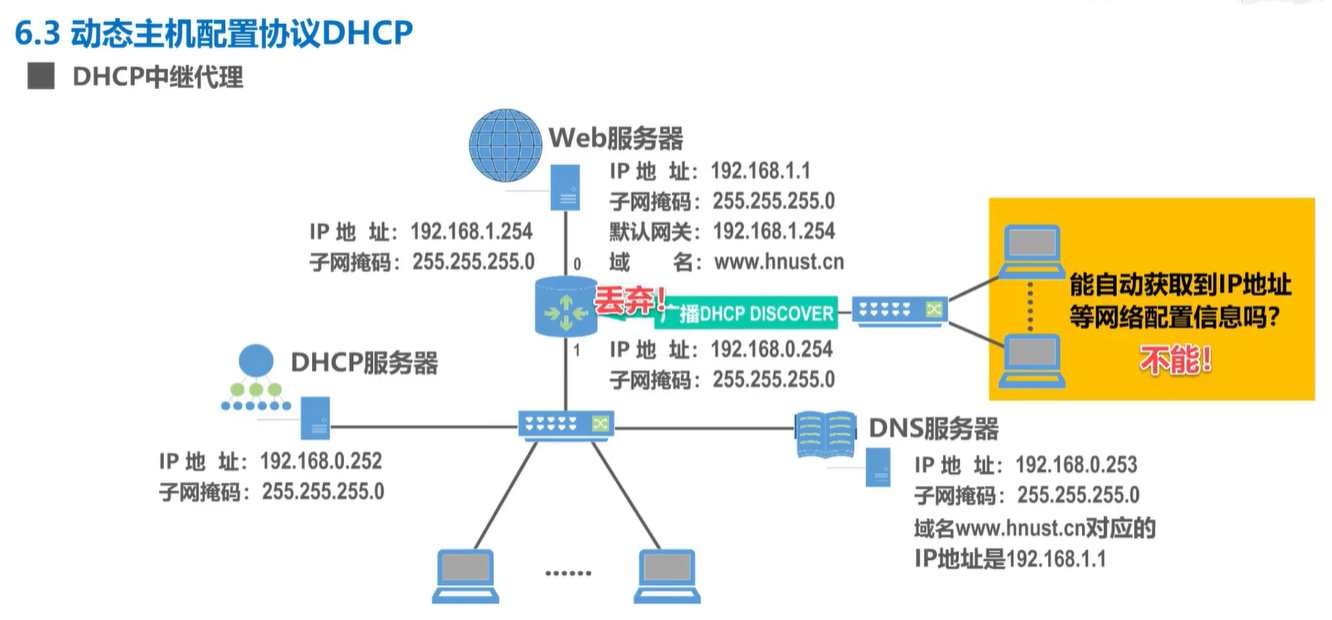 6.3 动态主机配置协议DHCP
DHCP中继代理
Web服务器
IP 地 址：192.168.1.1
子网掩码：255.255.255.0
默认网关：192.168.1.254
域 名：www.hnust.cn
IP 地 址：192.168.1.254
子网掩码：255.255.255.0
0
丢弃！
广播DHCP DISCOVER
能自动获取到IP地址
等网络配置信息吗？
不能！
1
IP 地 址：192.168.0.254
子网掩码：255.255.255.0
DHCP服务器
IP 地 址：192.168.0.252
子网掩码：255.255.255.0
DNS服务器
IP 地 址：192.168.0.253
子网掩码：255.255.255.0
域名www.hnust.cn对应的
IP地址是192.168.1.1
······